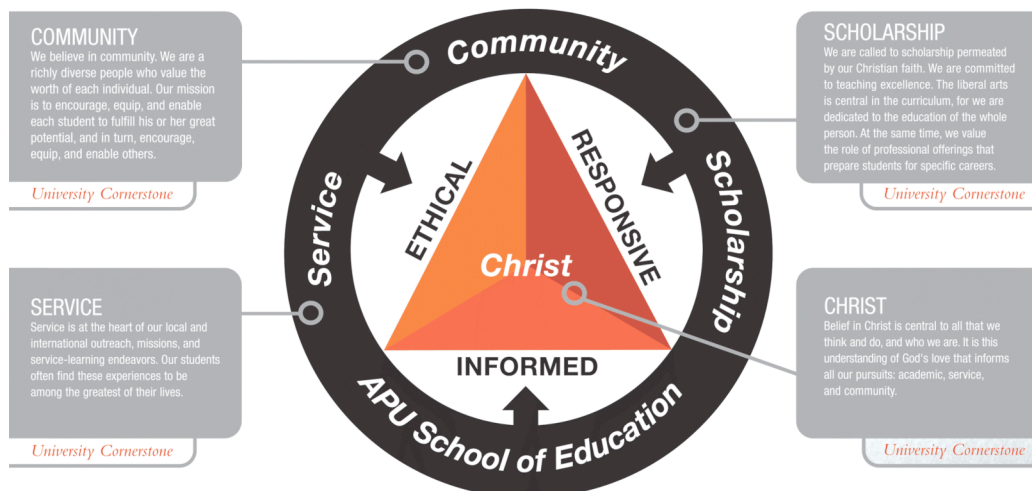 COMMUNITY
We believe in community. We are a
richly diverse people who value the
worth of each individual. Our mission
is to encourage, equip, and enable
each student to fulfill his or her great
potential, and in turn, encourage,
equip, and enable others.
University Cornerstone
SERVICE
Service is at the heart of our local and
international outreach, missions, and
service-learning endeavors. Our students
often find these experiences to be
among the greatest of their lives.
University Cornerstone
Community
Service
Scholarship
APU School of Education
ETHICAL
RESPONSIVE
Christ
INFORMED
SCHOLARSHIP
We are called to scholarship permeated
by our Christian faith. We are committed
to teaching excellence. The liberal arts
is central in the curriculum, for we are
dedicated to the education of the whole
person. At the same time, we value
the role of professional offerings that
prepare students for specific careers.
University Cornerstone
CHRIST
Belief in Christ is central to all that we
think and do, and who we are. It is this
understanding of God's love that informs
all our pursuits: academic, service,
and community.
University Cornerstone